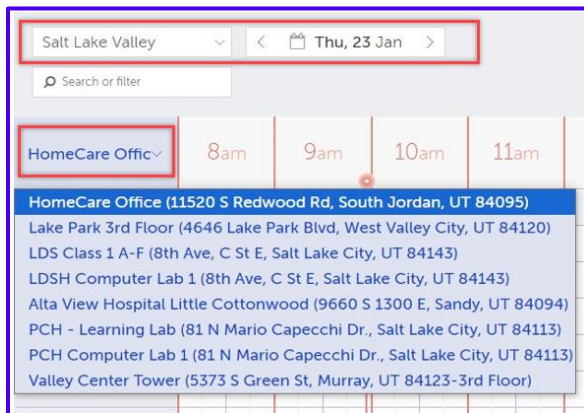 Salt Lake Valley
Thu, 23 Jan
Search or filter
HomeCare Offic 8am 9am 10am 11am
HomeCare Office (11520 S Redwood Rd, South Jordan, UT 84095)
Lake Park 3rd Floor (4646 Lake Park Blvd, West Valley City, UT 84120)
LDS Class 1 A-F (8th Ave, C St E, Salt Lake City, UT 84143)
LDSH Computer Lab 1 (8th Ave, C St E, Salt Lake City, UT 84143)
Alta View Hospital Little Cottonwood (9660 S 1300 E, Sandy, UT 84094)
PCH - Learning Lab (81 N Mario Capecchi Dr., Salt Lake City, UT 84113)
PCH Computer Lab 1 (81 N Mario Capecchi Dr., Salt Lake City, UT 84113)
Valley Center Tower (5373 S Green St, Murray, UT 84123-3rd Floor)